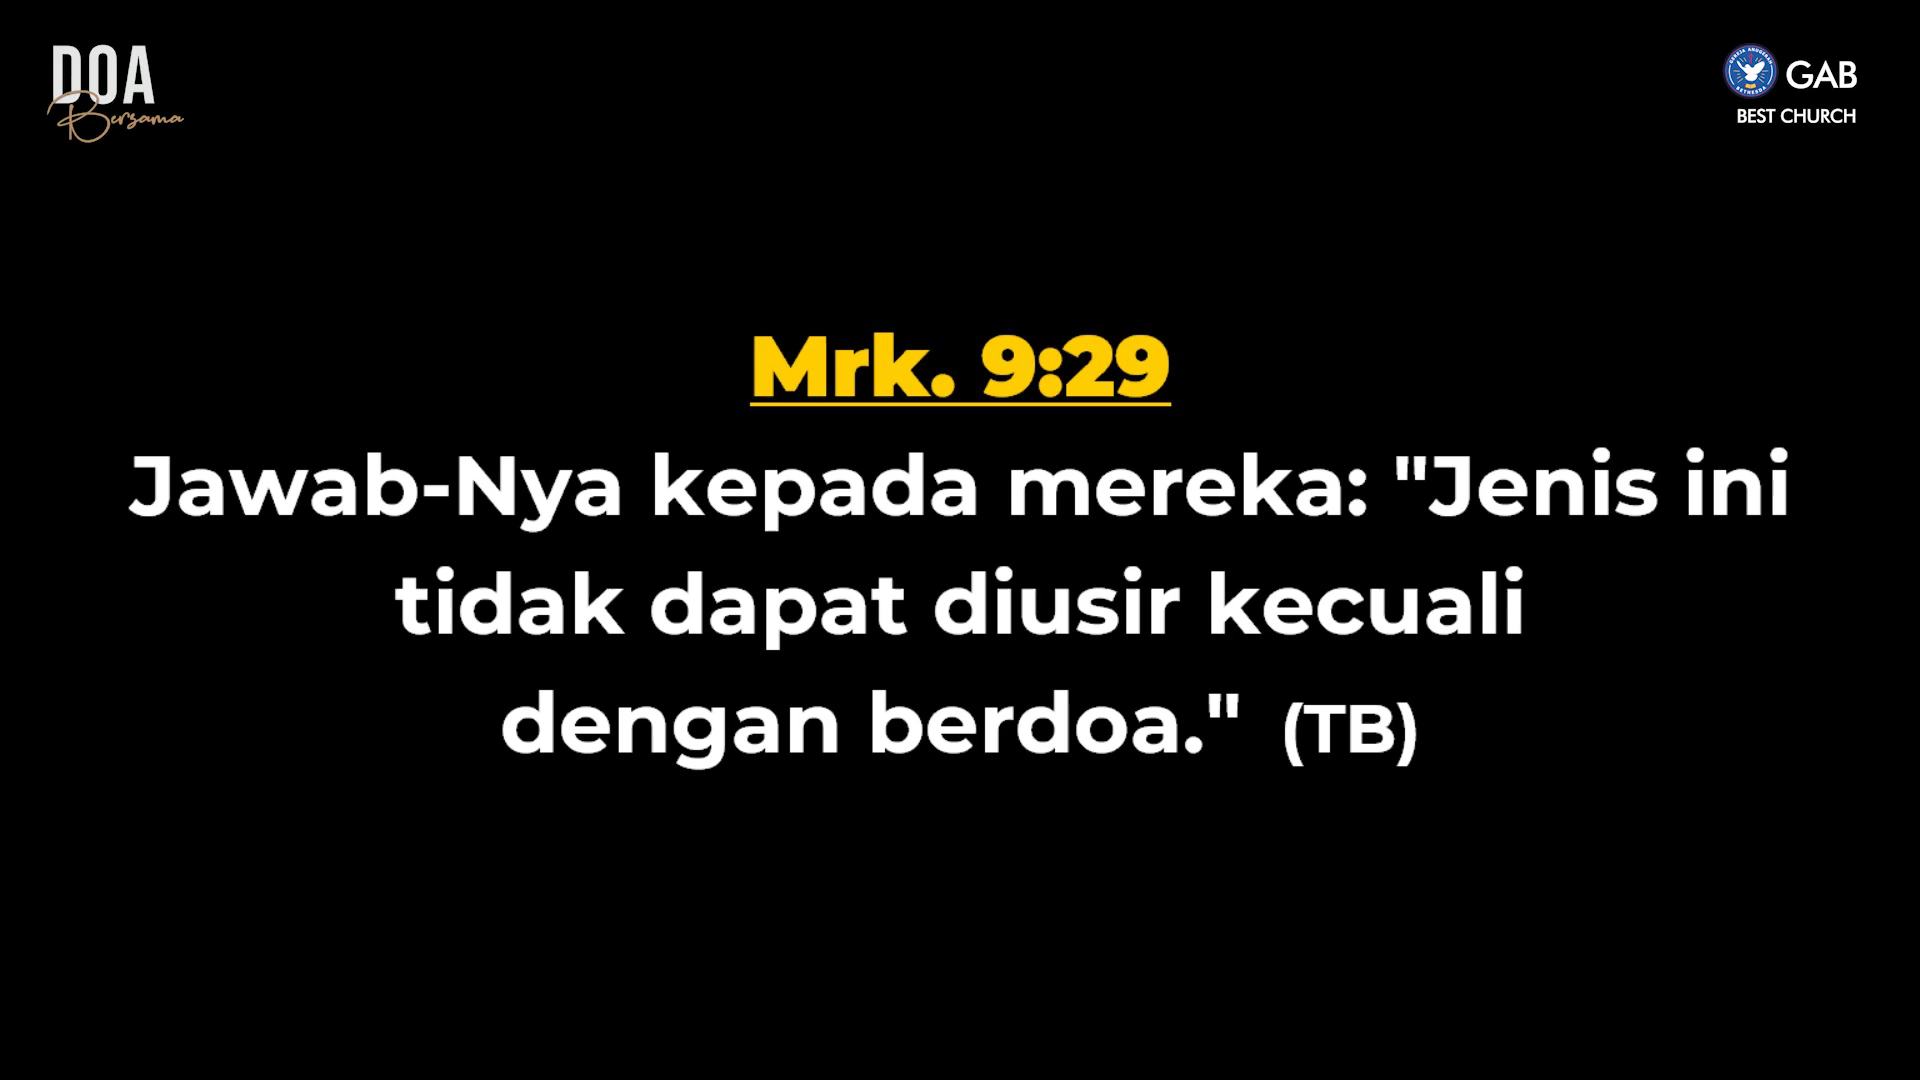 DOA
Bersama
GAB
BEST CHURCH
Mrk. 9:29
Jawab-Nya kepada mereka: "Jenis ini
tidak dapat diusir kecuali
dengan berdoa." (TB)